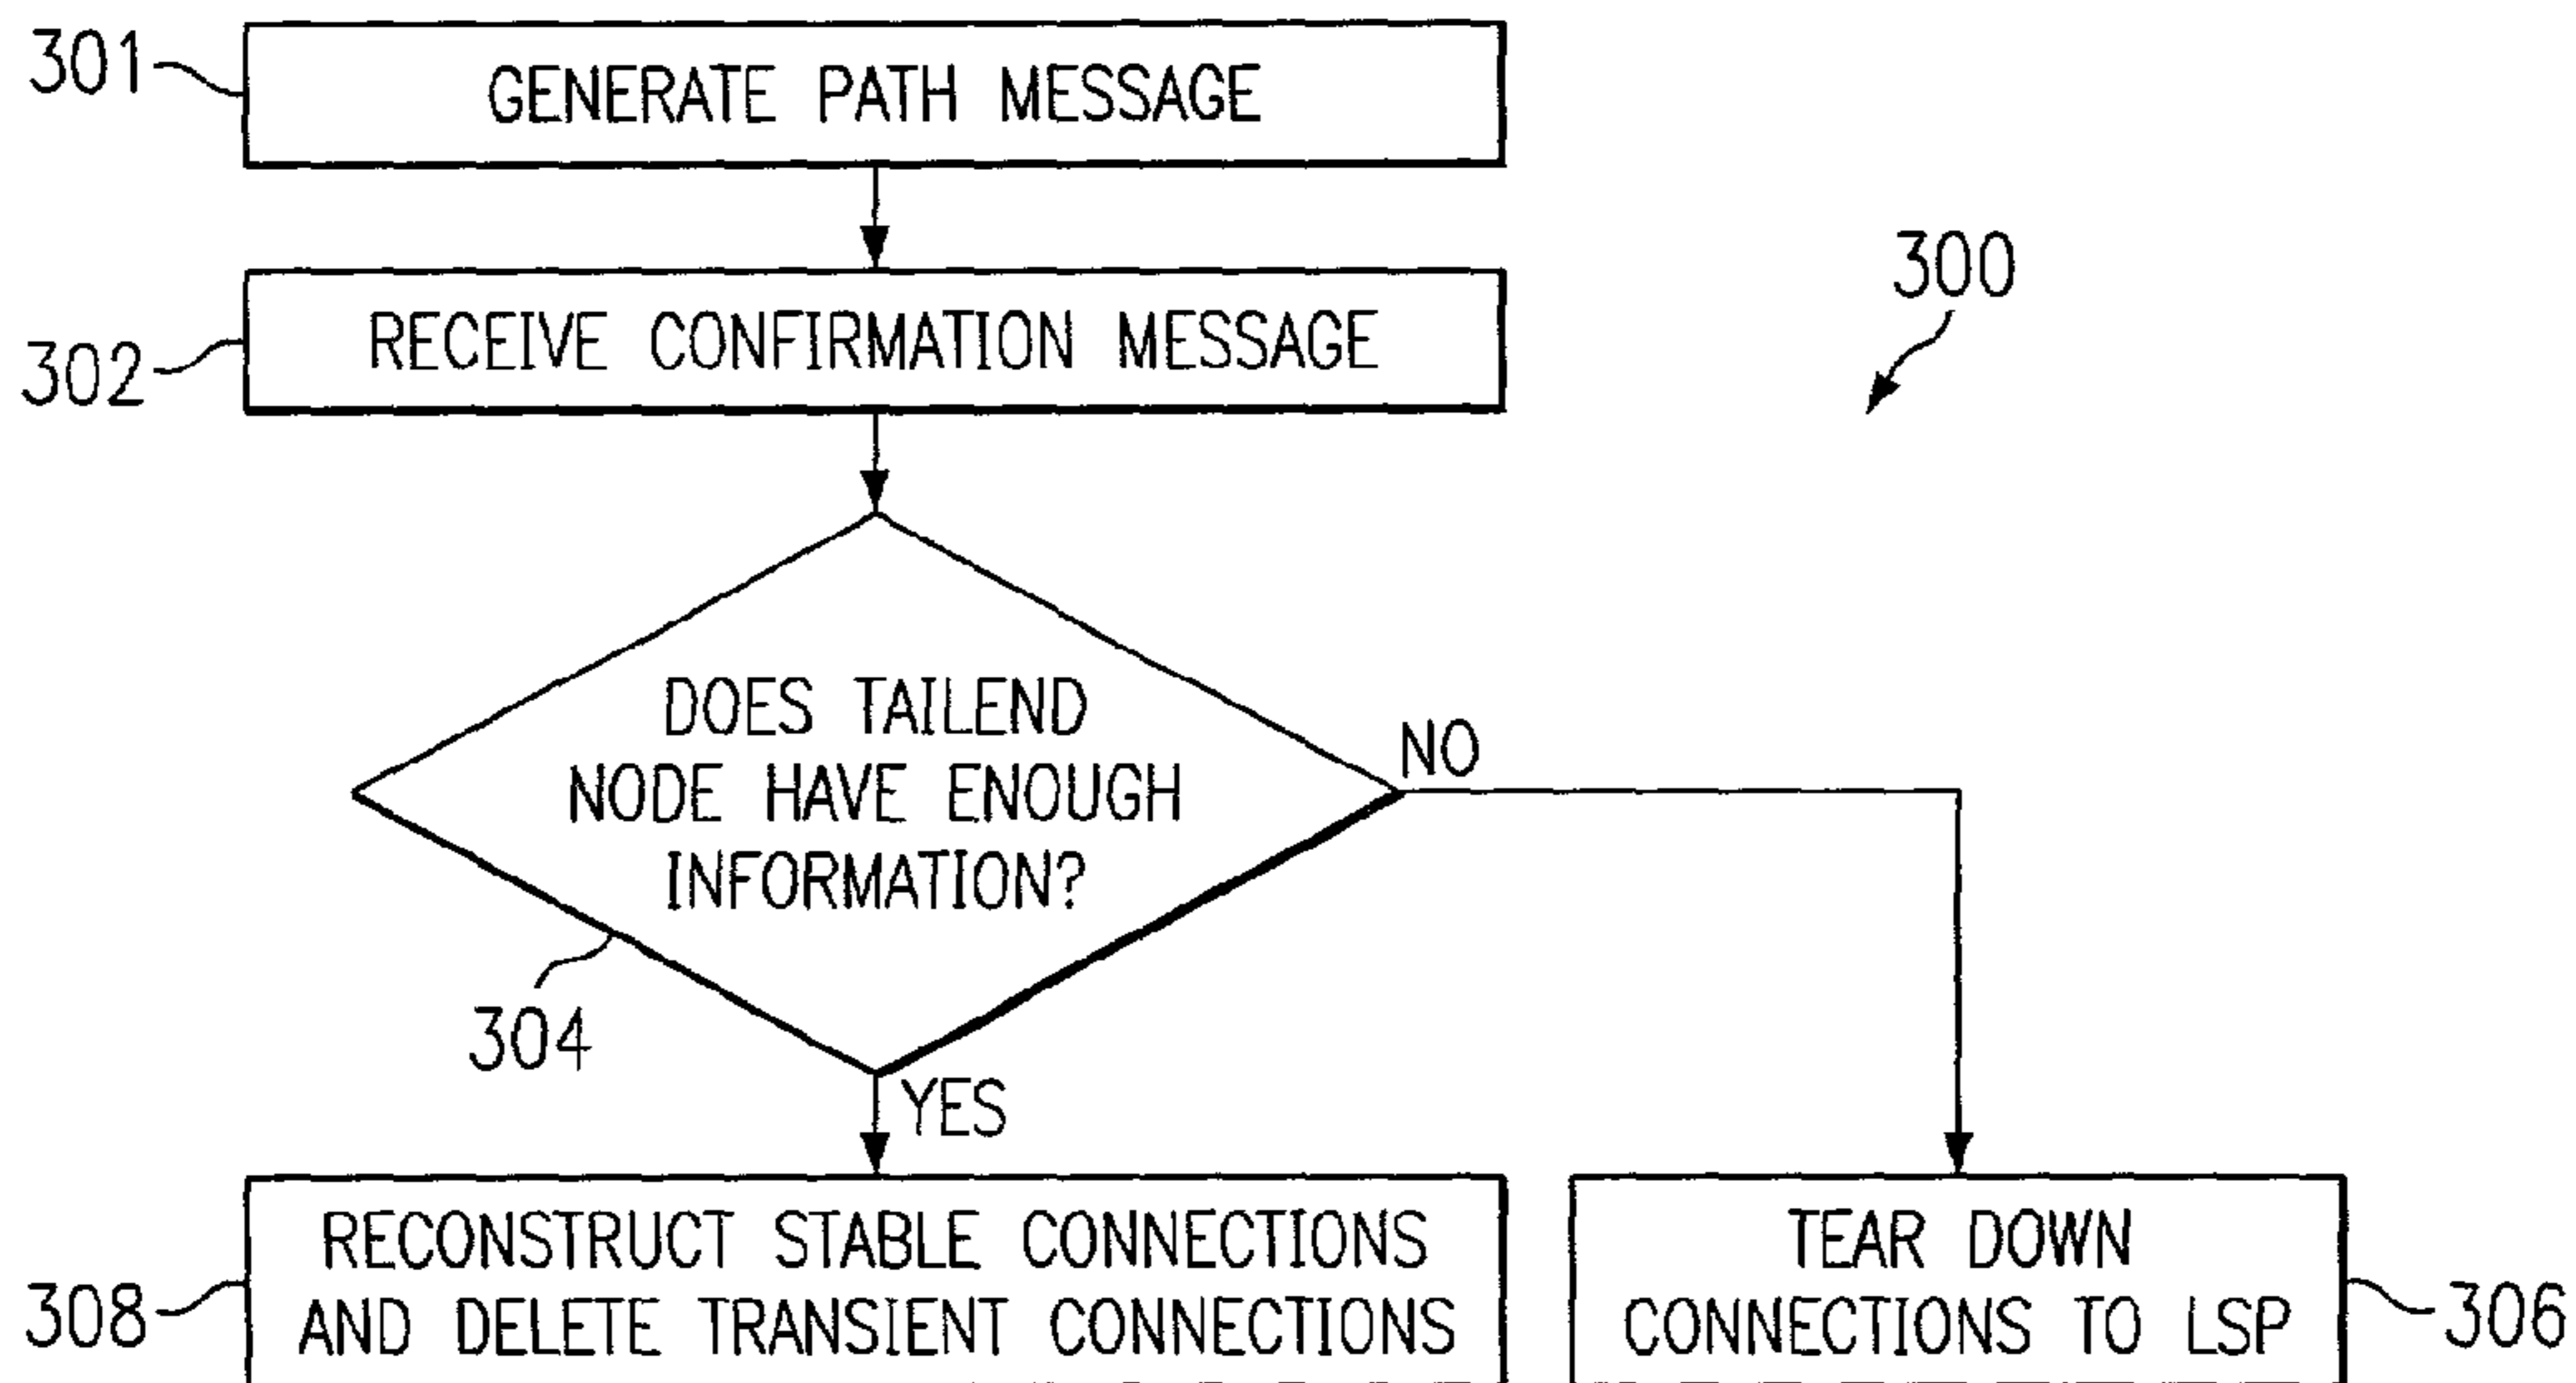 301
GENERATE PATH MESSAGE
300
302
RECEIVE CONFIRMATION MESSAGE
DOES TAILEND
NODE HAVE ENOUGH
INFORMATION?
NO
304
YES
308
RECONSTRUCT STABLE CONNECTIONS
AND DELETE TRANSIENT CONNECTIONS
TEAR DOWN
CONNECTIONS TO LSP
306